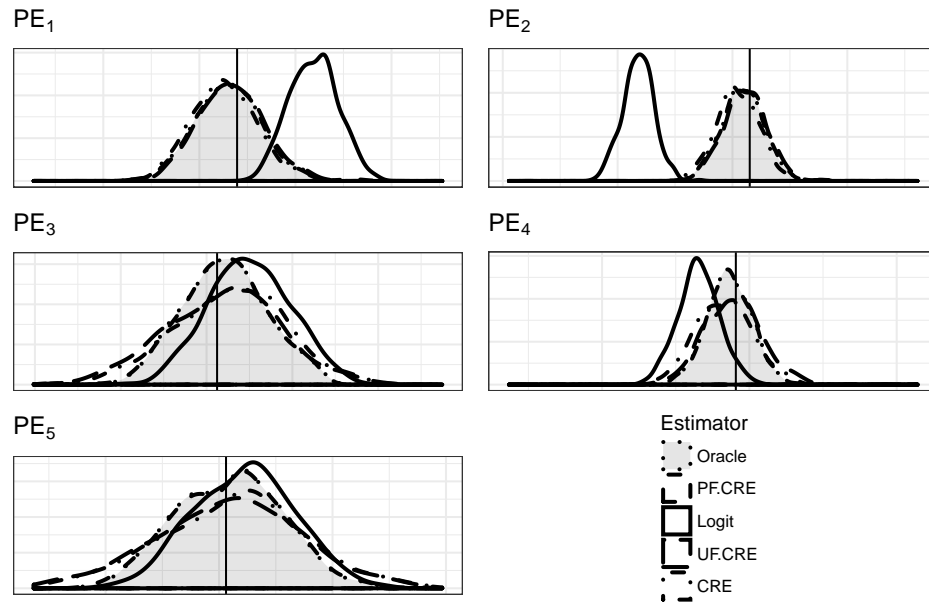 PE₁
PE₂
PE₃
PE₄
PE₅
Estimator
Oracle
PF.CRE
Logit
UF.CRE
CRE